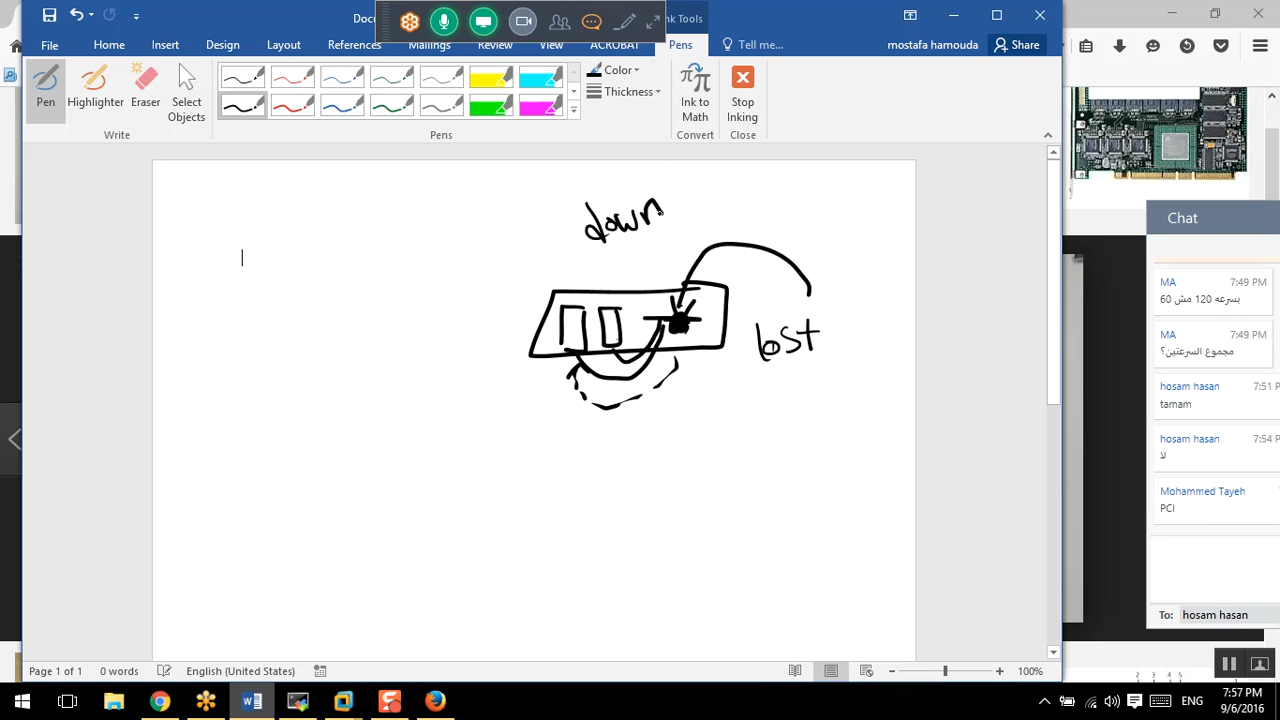 Docu
nk Tools
File
Home
Insert
Design
Layout
References
Mailings
Review
View
ACROBAT
Pens
Tell me...
mostafa hamouda
Share
Pen
Highlighter
Eraser
Select
Objects
Color
Thickness
Ink to
Math
Stop
Inking
Write
Pens
Convert
Close
down
lost
Chat
MA 7:49 PM
بسرعه 120 مش 60
MA 7:49 PM
مجموع السرعتين؟
hosam hasan 7:51 P
tamam
hosam hasan 7:54 P
لا
Mohammed Tayeh
PCI
To: hosam hasan
Page 1 of 1
0 words
English (United States)
100%
ENG
7:57 PM
9/6/2016